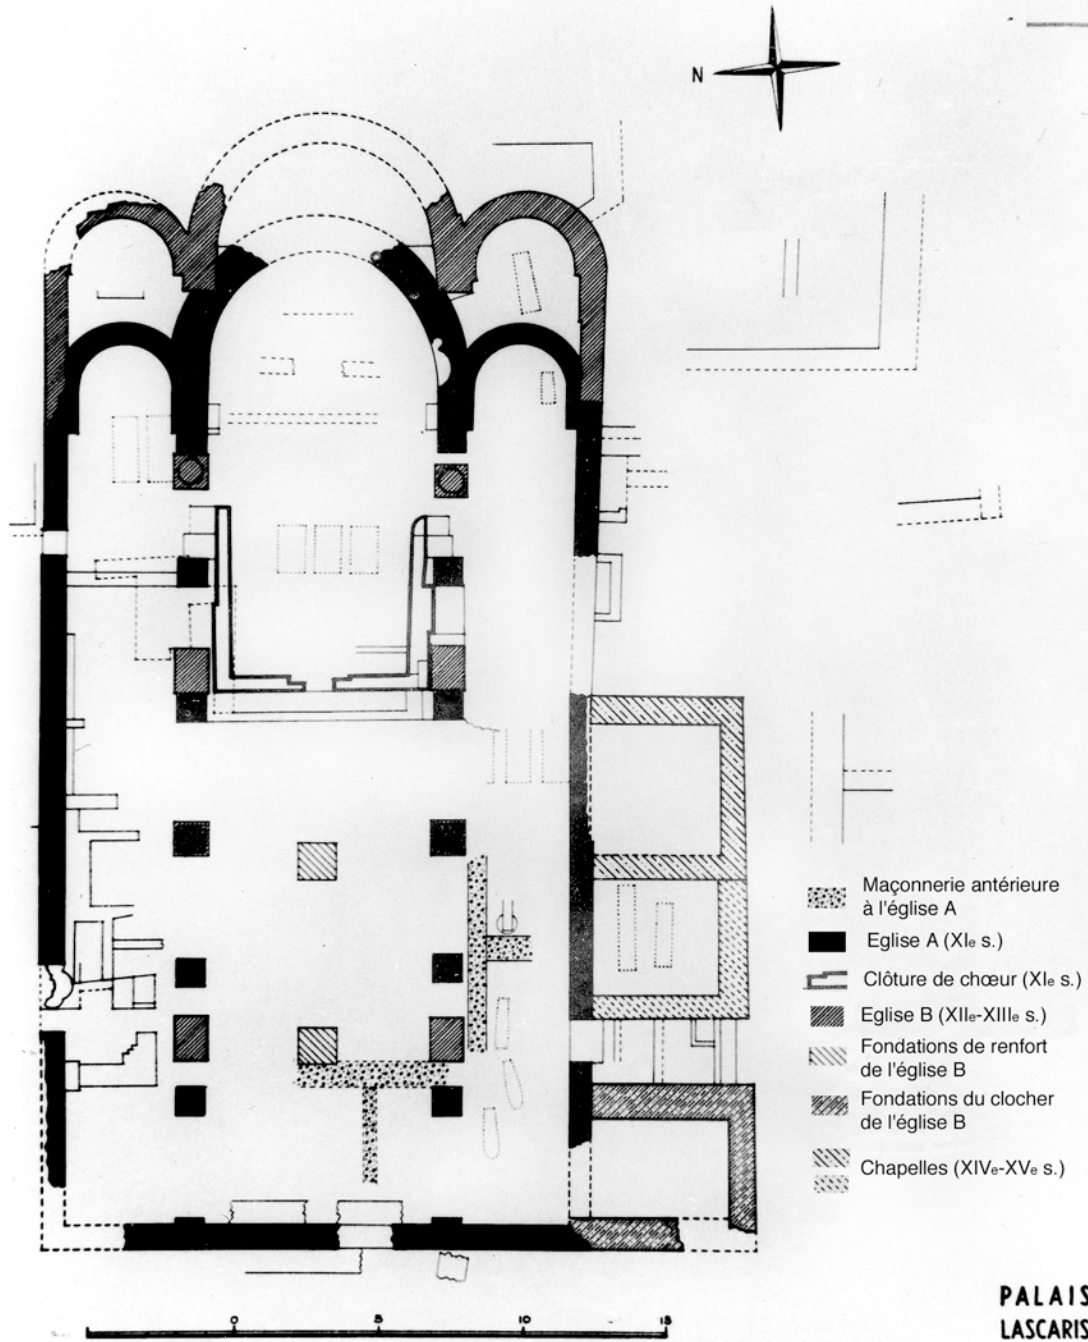 N
Maçonnerie antérieure
à l'église A
Eglise A (XIe s.)
Clôture de chœur (XIe s.)
Eglise B (XIIe-XIIIe s.)
Fondations de renfort
de l'église B
Fondations du clocher
de l'église B
Chapelles (XIVe-XVe s.)
0 5 10 15
PALAIS
LASCARIS